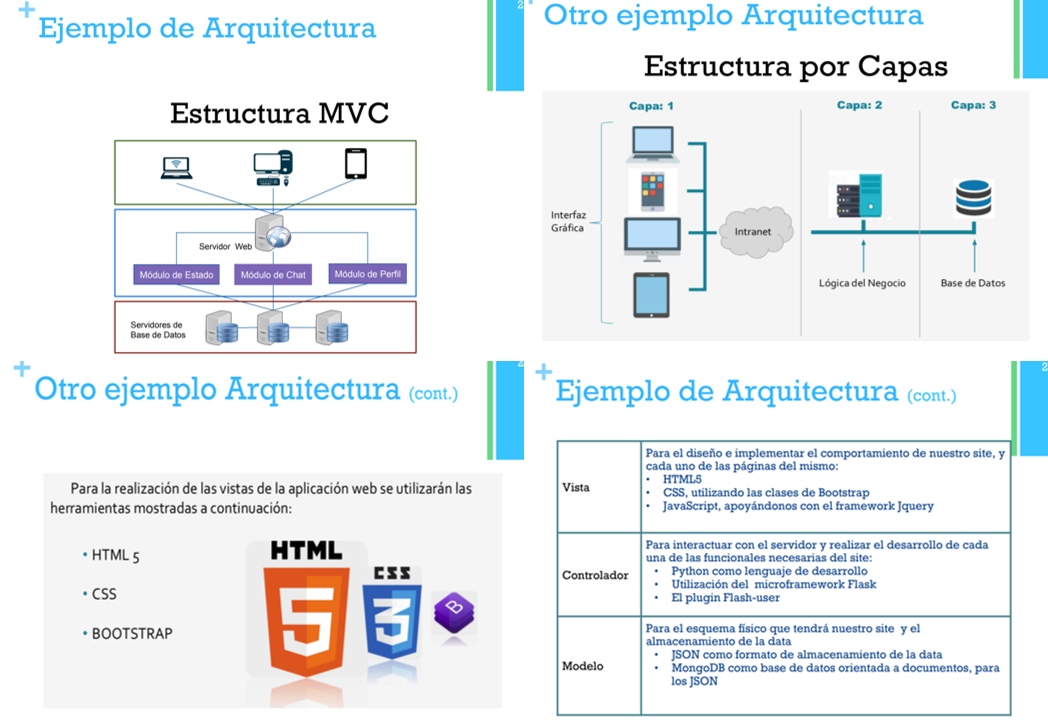 +
Ejemplo de Arquitectura
2
Estructura MVC
Servidor Web
Módulo de Estado
Módulo de Chat
Módulo de Perfil
Servidores de
Base de Datos
Otro ejemplo Arquitectura
Estructura por Capas
Capa: 1
Capa: 2
Capa: 3
Interfaz
Gráfica
Intranet
Lógica del Negocio
Base de Datos
+
Otro ejemplo Arquitectura (cont.)
Para la realización de las vistas de la aplicación web se utilizarán las
herramientas mostradas a continuación:
• HTML 5
• CSS
• BOOTSTRAP
HTML
5
CSS
3
B
+
Ejemplo de Arquitectura (cont.)
2
Vista
Para el diseño e implementar el comportamiento de nuestro site, y
cada uno de las páginas del mismo:
• HTML5
• CSS, utilizando las clases de Bootstrap
• JavaScript, apoyándonos con el framework Jquery
Controlador
Para interactuar con el servidor y realizar el desarrollo de cada
una de las funcionales necesarias del site:
• Python como lenguaje de desarrollo
• Utilización del microframework Flask
• El plugin Flash-user
Modelo
Para el esquema físico que tendrá nuestro site y el
almacenamiento de la data
• JSON como formato de almacenamiento de la data
• MongoDB como base de datos orientada a documentos, para
los JSON